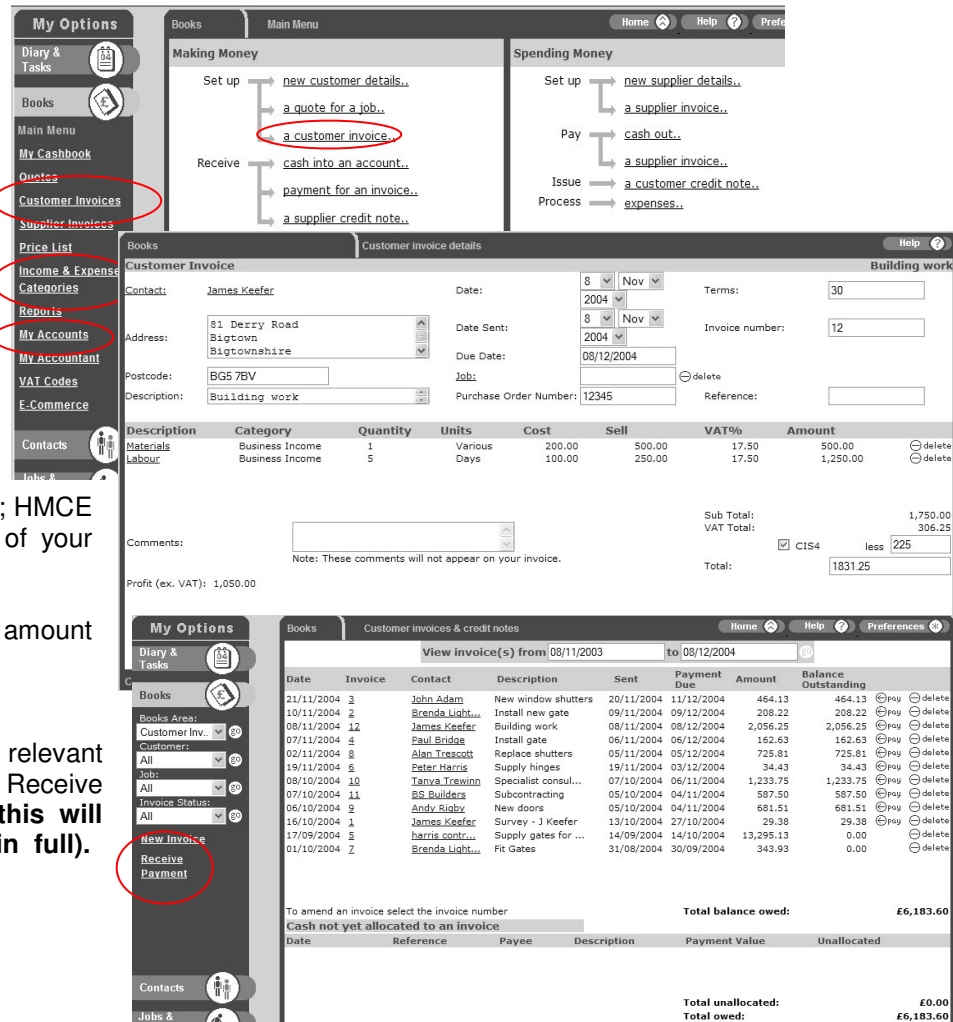 My Options
Diary & Tasks
Books
Main Menu
My Cashbook
Quotes
Customer Invoices
Supplier Invoices
Price List
Income & Expense
Categories
Reports
My Accounts
My Accountant
VAT Codes
E-Commerce
Contacts
Jobs &
Books Main Menu Home Help ? Prefe
Making Money Spending Money
Set up new customer details..
a quote for a job..
a customer invoice..
Receive cash into an account..
payment for an invoice..
a supplier credit note..
Set up new supplier details..
a supplier invoice..
Pay cash out..
a supplier invoice..
Issue a customer credit note..
Process expenses..
Books Customer invoice details Help ?
Customer Invoice Building work
Contact: James Keefer Date: 8 Nov 2004 Terms: 30
Address: 81 Derry Road
Bigtown
Bigtownshire
Date Sent: 8 Nov 2004 Invoice number: 12
Due Date: 08/12/2004
Postcode: BG5 7BV Job: delete
Description: Building work Purchase Order Number: 12345 Reference:
Description Category Quantity Units Cost Sell VAT% Amount
Materials Business Income 1 Various 200.00 500.00 17.50 500.00 delete
Labour Business Income 5 Days 100.00 250.00 17.50 1,250.00 delete
Sub Total: 1,750.00
VAT Total: 306.25
Comments: CIS4 less 225
Note: These comments will not appear on your invoice.
Total: 1831.25
Profit (ex. VAT): 1,050.00
; HMCE
of your
amount
relevant
Receive
this will
in full).
My Options
Diary & Tasks
Books
Books Area:
Customer Inv.. go
Customer:
All go
Job:
All go
Invoice Status:
All go
New Invoice
Receive
Payment
Contacts
Jobs &
Books Customer invoices & credit notes Home Help ? Preferences
View invoice(s) from 08/11/2003 to 08/12/2004 go
Date Invoice Contact Description Sent Payment Due Amount Balance Outstanding
21/11/2004 3 John Adam New window shutters 20/11/2004 11/12/2004 464.13 464.13 pay delete
10/11/2004 2 Brenda Light... Install new gate 09/11/2004 09/12/2004 208.22 208.22 pay delete
08/11/2004 12 James Keefer Building work 08/11/2004 08/12/2004 2,056.25 2,056.25 pay delete
07/11/2004 4 Paul Bridge Install gate 06/11/2004 06/12/2004 162.63 162.63 pay delete
02/11/2004 8 Alan Trescott Replace shutters 05/11/2004 05/12/2004 725.81 725.81 pay delete
19/11/2004 6 Peter Harris Supply hinges 19/11/2004 03/12/2004 34.43 34.43 pay delete
08/10/2004 10 Tanya Trewinn Specialist consul... 07/10/2004 06/11/2004 1,233.75 1,233.75 pay delete
07/10/2004 11 BS Builders Subcontracting 05/10/2004 04/11/2004 587.50 587.50 pay delete
06/10/2004 9 Andy Rigby New doors 05/10/2004 04/11/2004 681.51 681.51 pay delete
16/10/2004 1 James Keefer Survey - J Keefer 13/10/2004 27/10/2004 29.38 29.38 pay delete
17/09/2004 5 harris contr... Supply gates for ... 14/09/2004 14/10/2004 13,295.13 0.00 delete
01/10/2004 7 Brenda Light... Fit Gates 31/08/2004 30/09/2004 343.93 0.00 delete
To amend an invoice select the invoice number Total balance owed: £6,183.60
Cash not yet allocated to an invoice
Date Reference Payee Description Payment Value Unallocated
Total unallocated: £0.00
Total owed: £6,183.60